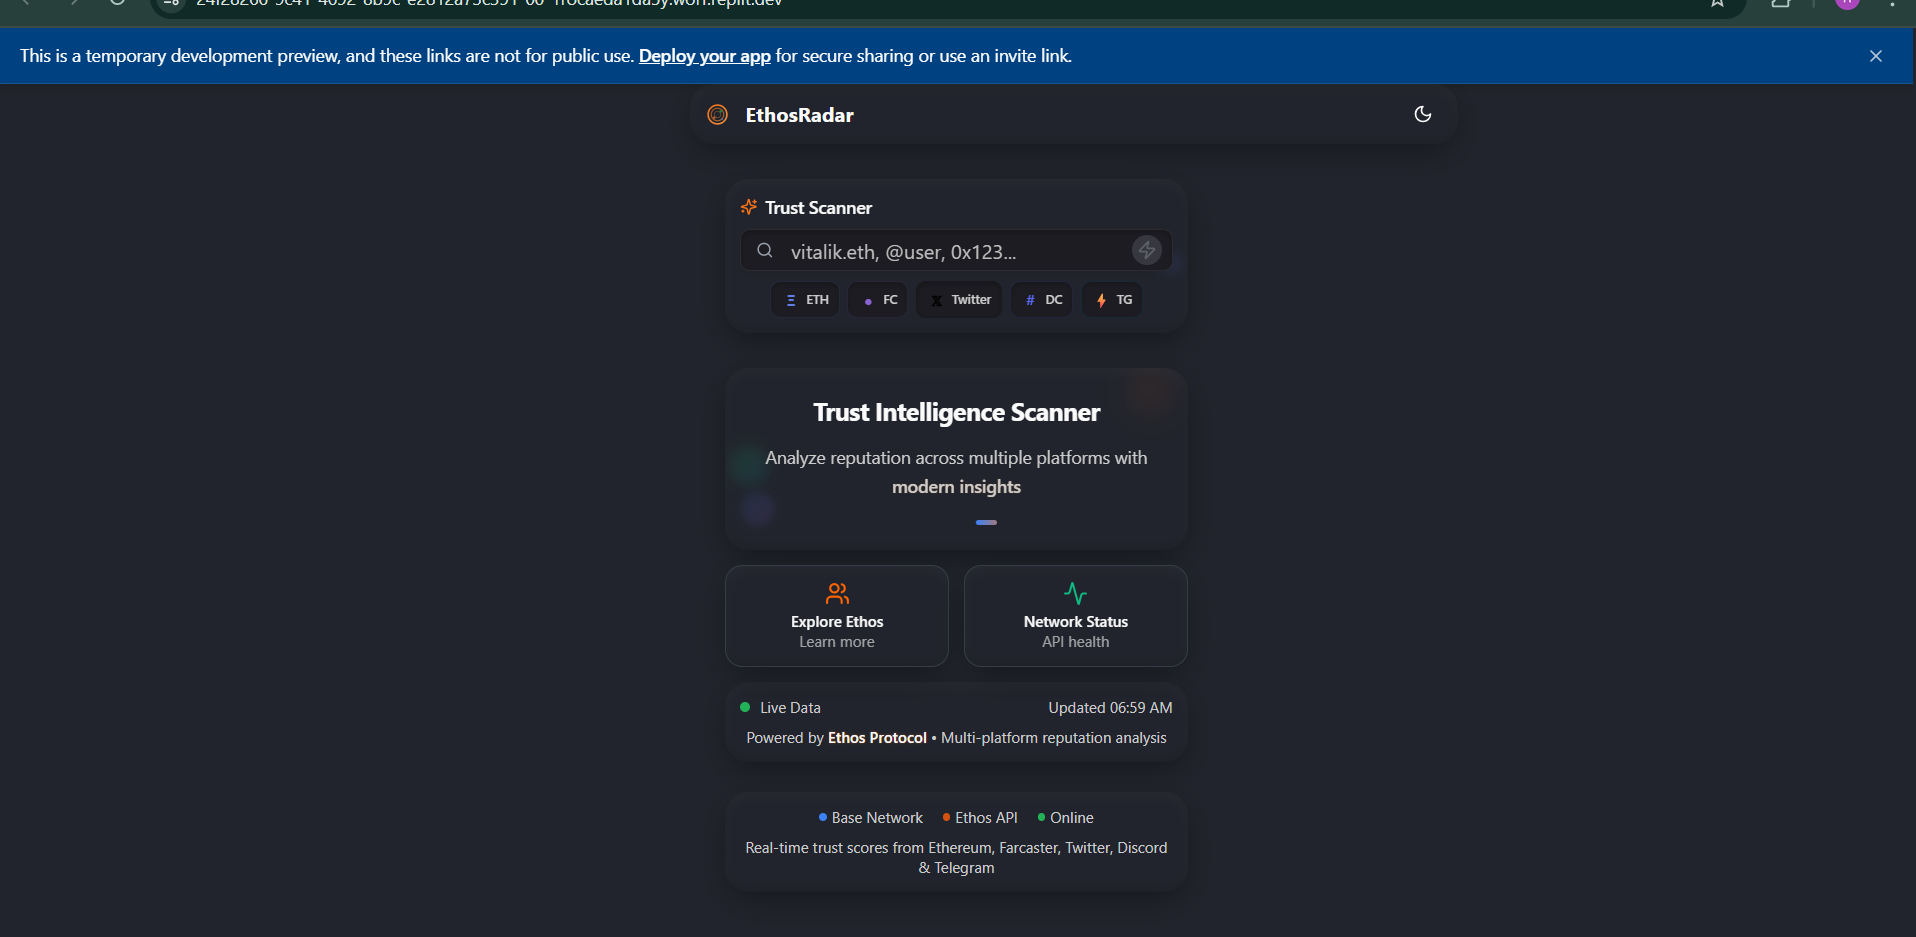 This is a temporary development preview, and these links are not for public use. Deploy your app for secure sharing or use an invite link.
EthosRadar
Trust Scanner
vitalik.eth, @user, 0x123...
Ξ ETH
FC
X Twitter
# DC
TG
Trust Intelligence Scanner
Analyze reputation across multiple platforms with
modern insights
Explore Ethos
Learn more
Network Status
API health
Live Data
Updated 06:59 AM
Powered by Ethos Protocol • Multi-platform reputation analysis
Base Network
Ethos API
Online
Real-time trust scores from Ethereum, Farcaster, Twitter, Discord
& Telegram